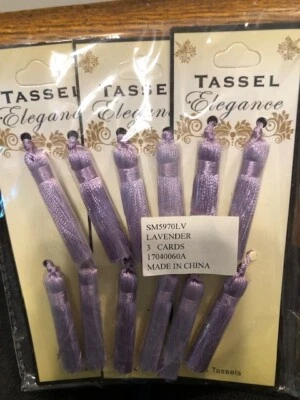 TASSEL
Elegance
TASSEL
Elegance
TASSEL
Elegance
SM5970LV
LAVENDER
3 CARDS
17040060A
MADE IN CHINA
Tassels